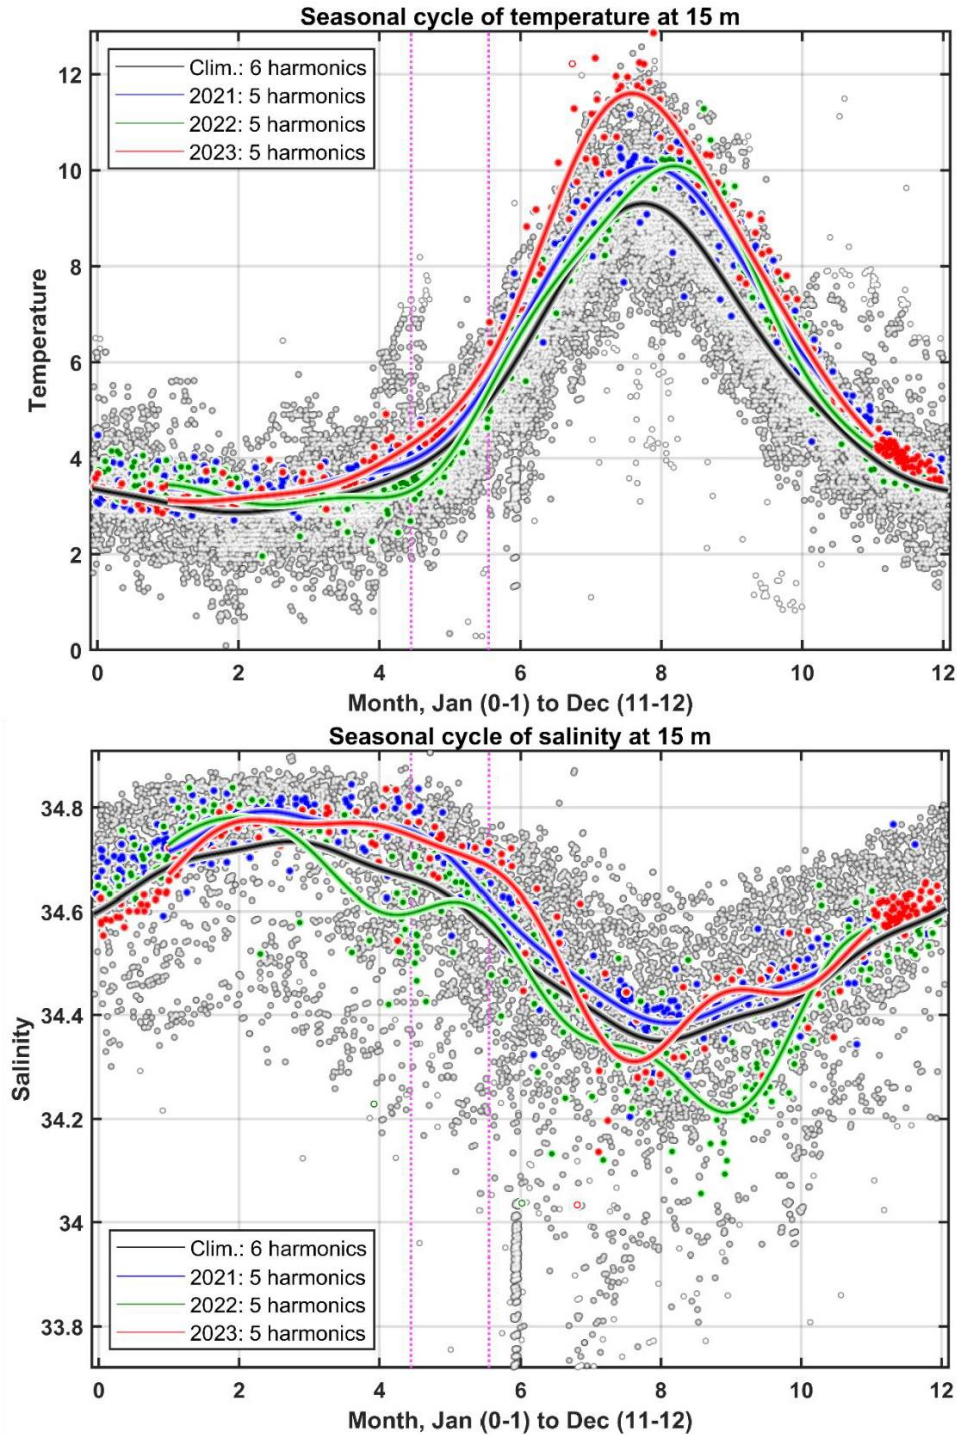 Seasonal cycle of temperature at 15 m
Clim.: 6 harmonics
2021: 5 harmonics
2022: 5 harmonics
2023: 5 harmonics
12
10
8
6
4
2
0
Temperature
0 2 4 6 8 10 12
Month, Jan (0-1) to Dec (11-12)
Seasonal cycle of salinity at 15 m
34.8
34.6
34.4
34.2
34
33.8
Salinity
Clim.: 6 harmonics
2021: 5 harmonics
2022: 5 harmonics
2023: 5 harmonics
0 2 4 6 8 10 12
Month, Jan (0-1) to Dec (11-12)